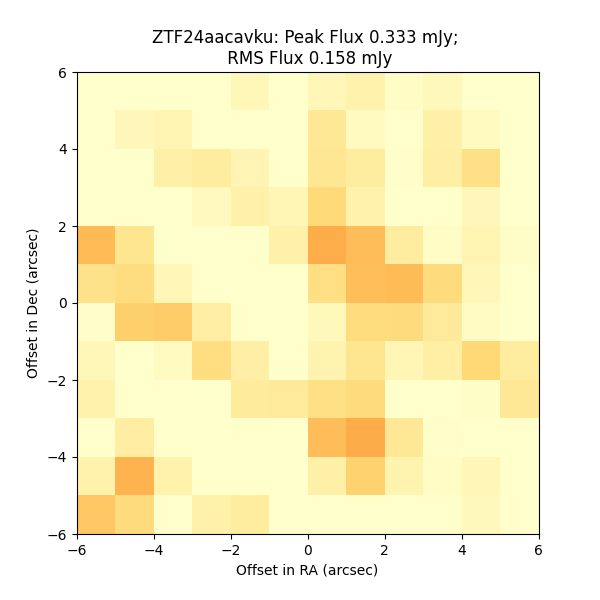 ZTF24aacavku: Peak Flux 0.333 mJy;
RMS Flux 0.158 mJy
6
4
2
0
−2
−4
−6
Offset in Dec (arcsec)
−6 −4 −2 0 2 4 6
Offset in RA (arcsec)